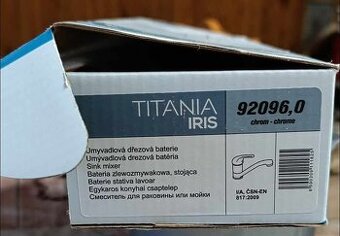 TITANIA
IRIS
92096,0
chrom - chrome
Umyvadlová dřezová baterie
Umývadlová drezová batéria
Sink mixer
Bateria zlewozmywakowa, stojąca
Baterie stativa lavoar
Egykaros konyhai csaptelep
Смеситель для раковины или мойки
I/A, ČSN-EN
817:2009